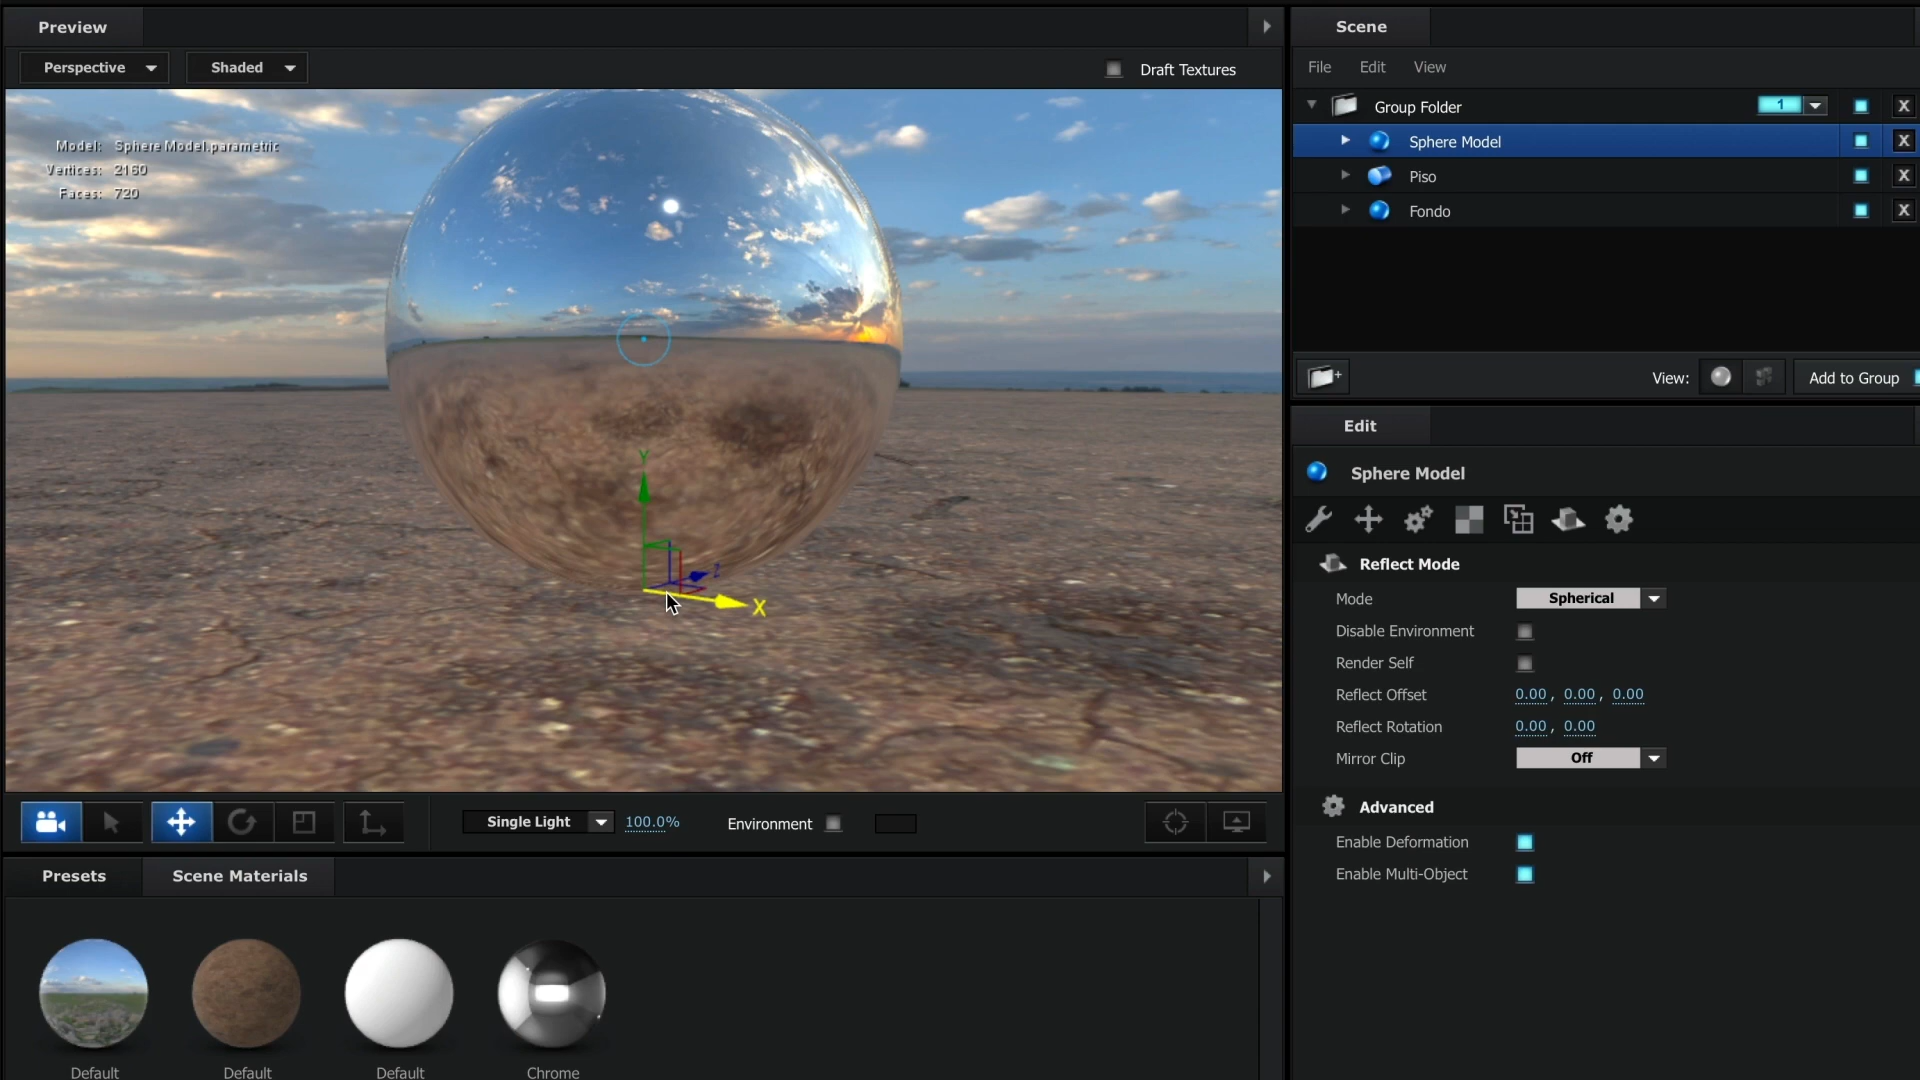 Preview
Perspective
Shaded
Draft Textures
Model: Sphere Model.parametric
Vertices: 2160
Faces: 720
Y
Z
X
Single Light
100.0%
Environment
Presets
Scene Materials
Default
Default
Default
Chrome
Scene
File Edit View
Group Folder 1 X
Sphere Model X
Piso X
Fondo X
View:
Add to Group
Edit
Sphere Model
Reflect Mode
Mode Spherical
Disable Environment
Render Self
Reflect Offset 0.00, 0.00, 0.00
Reflect Rotation 0.00, 0.00
Mirror Clip Off
Advanced
Enable Deformation
Enable Multi-Object